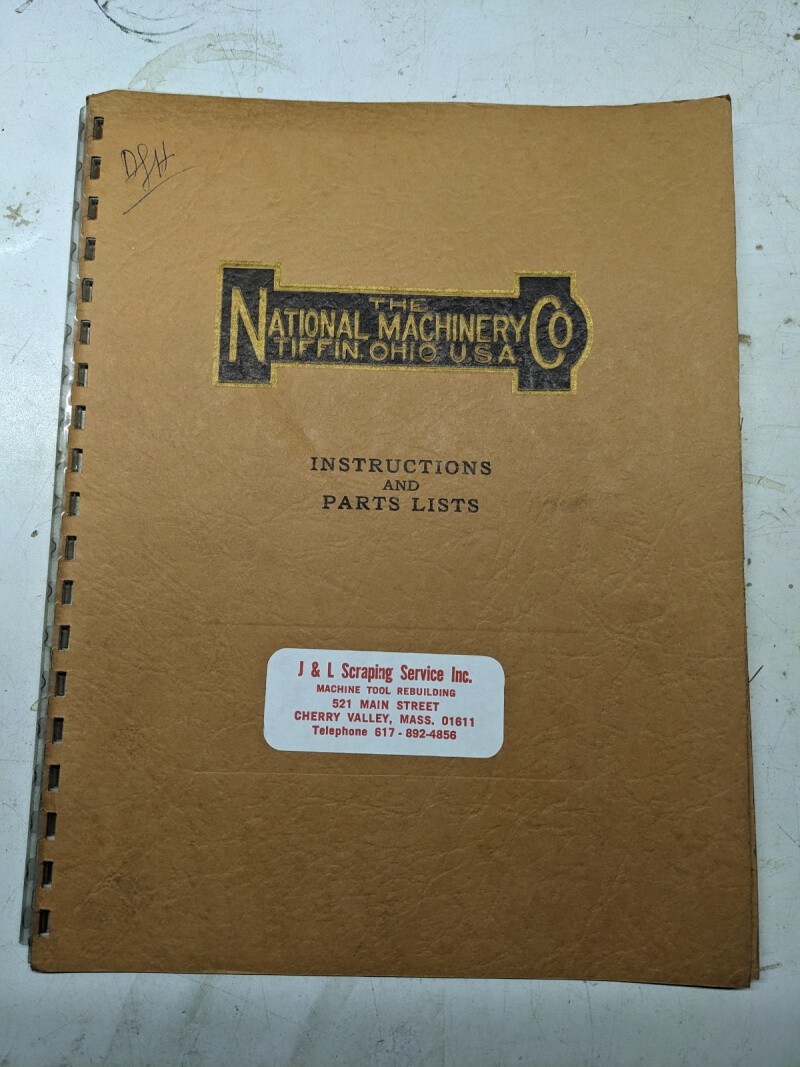 DLH
THE
NATIONAL MACHINERY CO
TIFFIN. OHIO. U.S.A.
INSTRUCTIONS
AND
PARTS LISTS
J & L Scraping Service Inc.
MACHINE TOOL REBUILDING
521 MAIN STREET
CHERRY VALLEY, MASS. 01611
Telephone 617 - 892-4856